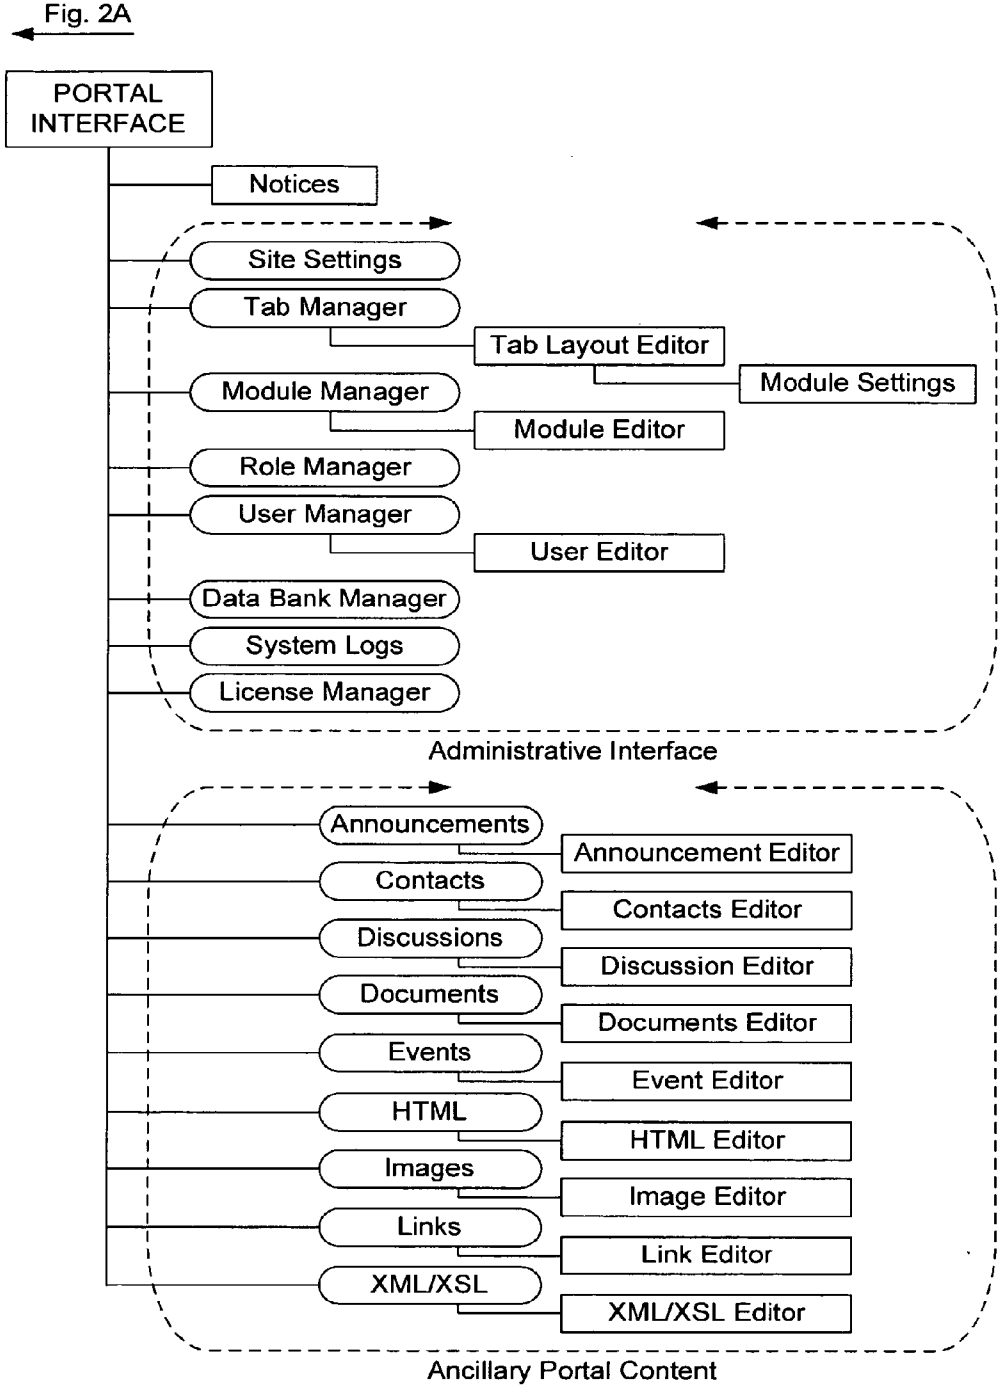 Fig. 2A
PORTAL
INTERFACE
Notices
Site Settings
Tab Manager
Tab Layout Editor
Module Settings
Module Manager
Module Editor
Role Manager
User Manager
User Editor
Data Bank Manager
System Logs
License Manager
Administrative Interface
Announcements
Announcement Editor
Contacts
Contacts Editor
Discussions
Discussion Editor
Documents
Documents Editor
Events
Event Editor
HTML
HTML Editor
Images
Image Editor
Links
Link Editor
XML/XSL
XML/XSL Editor
Ancillary Portal Content